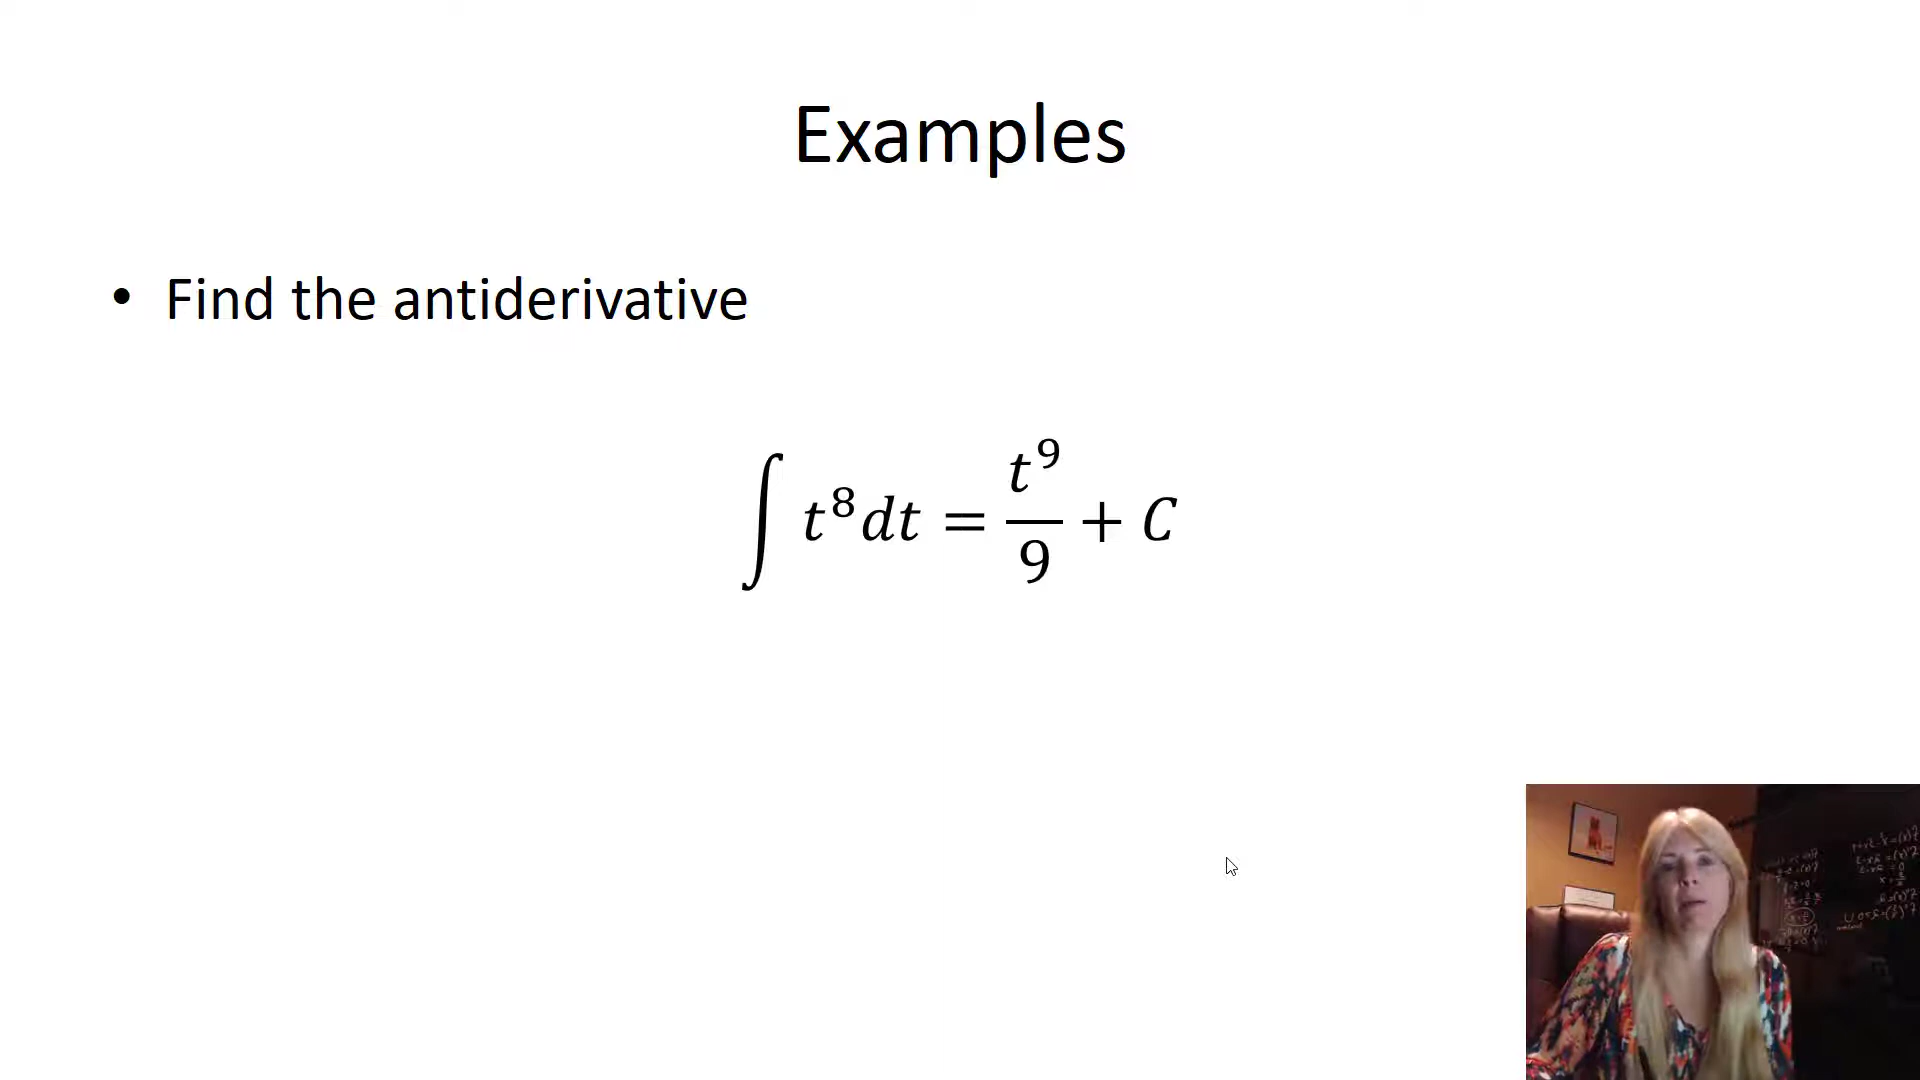 Examples
• Find the antiderivative
∫ t⁸dt = t⁹/9 + C